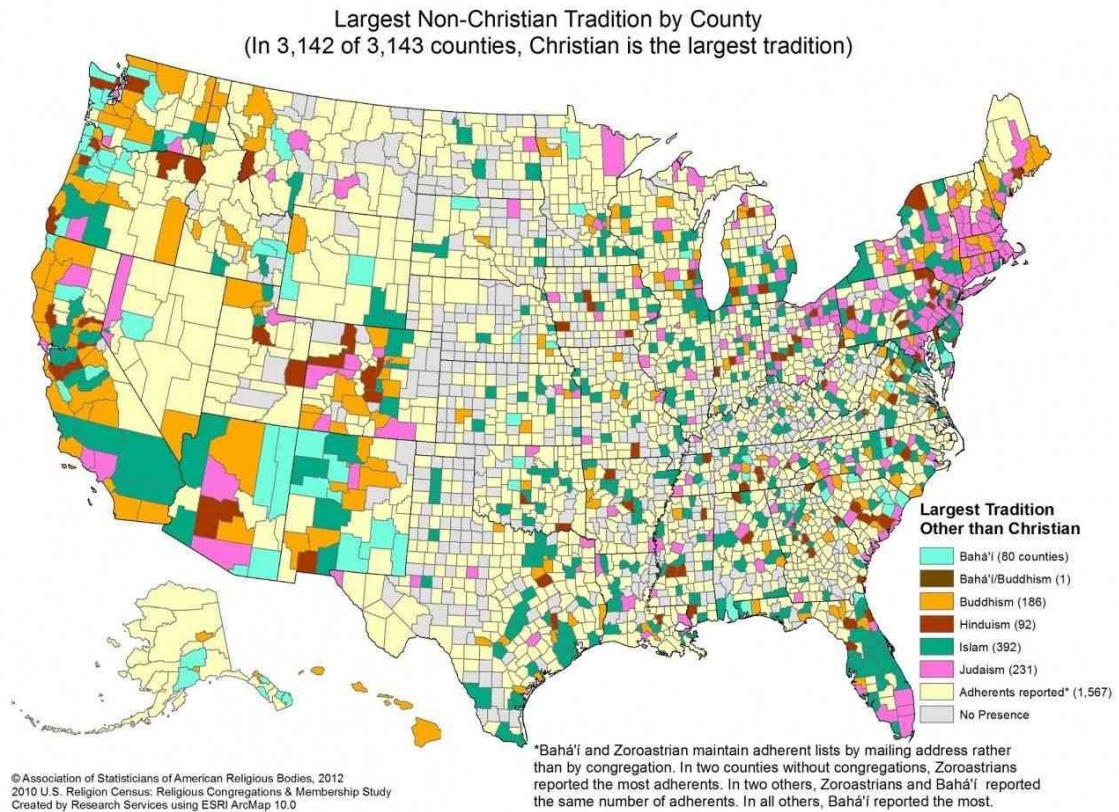 Largest Non-Christian Tradition by County
(In 3,142 of 3,143 counties, Christian is the largest tradition)
Largest Tradition
Other than Christian
Bahá'í (80 counties)
Bahá'í/Buddhism (1)
Buddhism (186)
Hinduism (92)
Islam (392)
Judaism (231)
Adherents reported* (1,567)
No Presence
*Bahá'í and Zoroastrian maintain adherent lists by mailing address rather
than by congregation. In two counties without congregations, Zoroastrians
reported the most adherents. In two others, Zoroastrians and Bahá'í reported
the same number of adherents. In all others, Bahá'í reported the most.
© Association of Statisticians of American Religious Bodies, 2012
2010 U.S. Religion Census: Religious Congregations & Membership Study
Created by Research Services using ESRI ArcMap 10.0